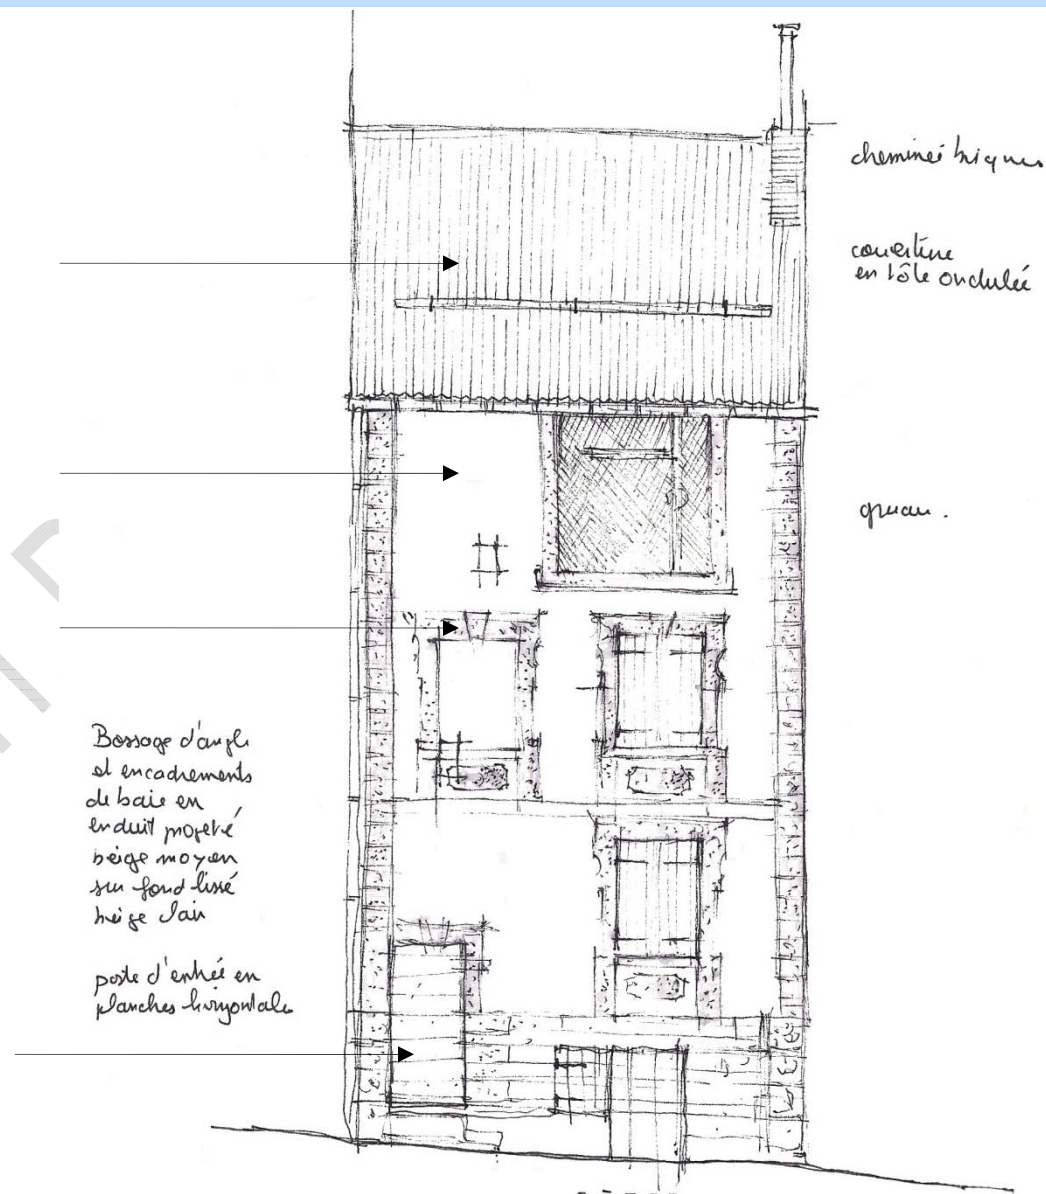 cheminée briques
couverture
en tôle ondulée
Bossage d'angle
et encadrements
de baie en
enduit projeté
beige moyen
sur fond lissé
beige clair
porte d'entrée en
planches horizontales